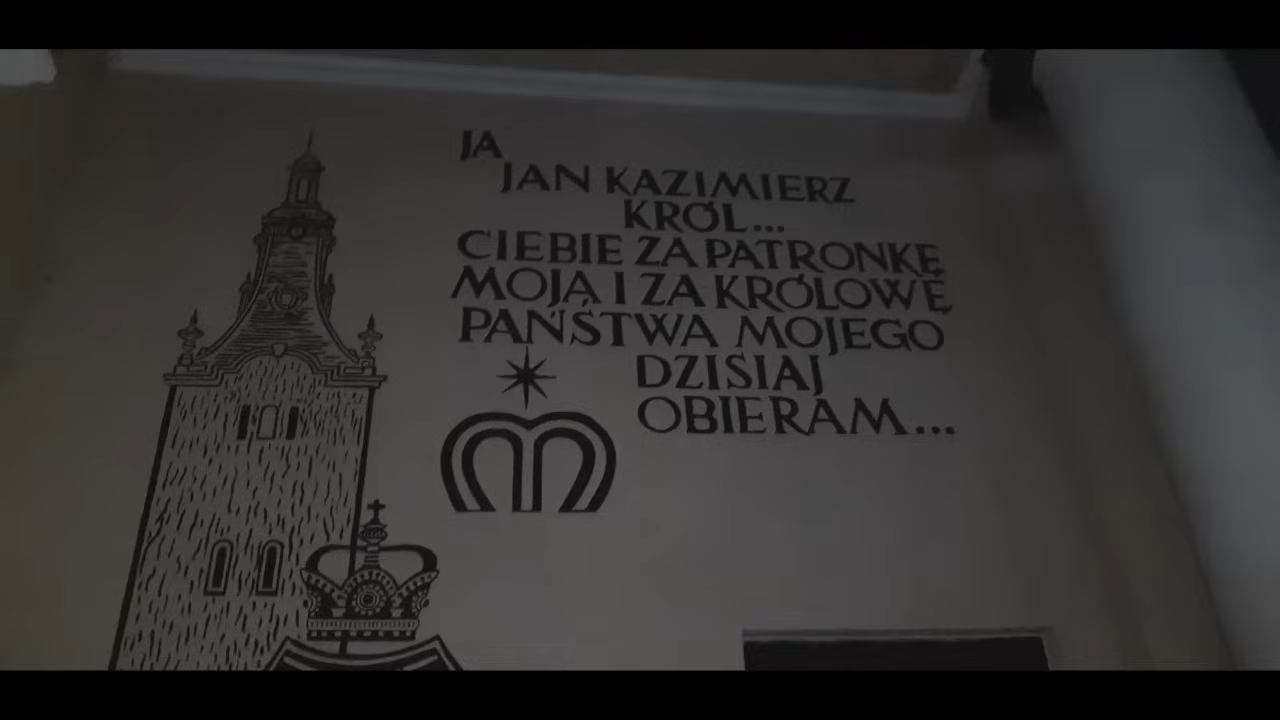 JA
JAN KAZIMIERZ
KRÓL...
CIEBIE ZA PATRONKĘ
MOJĄ I ZA KRÓLOWĘ
PAŃSTWA MOJEGO
DZISIAJ
OBIERAM...
M